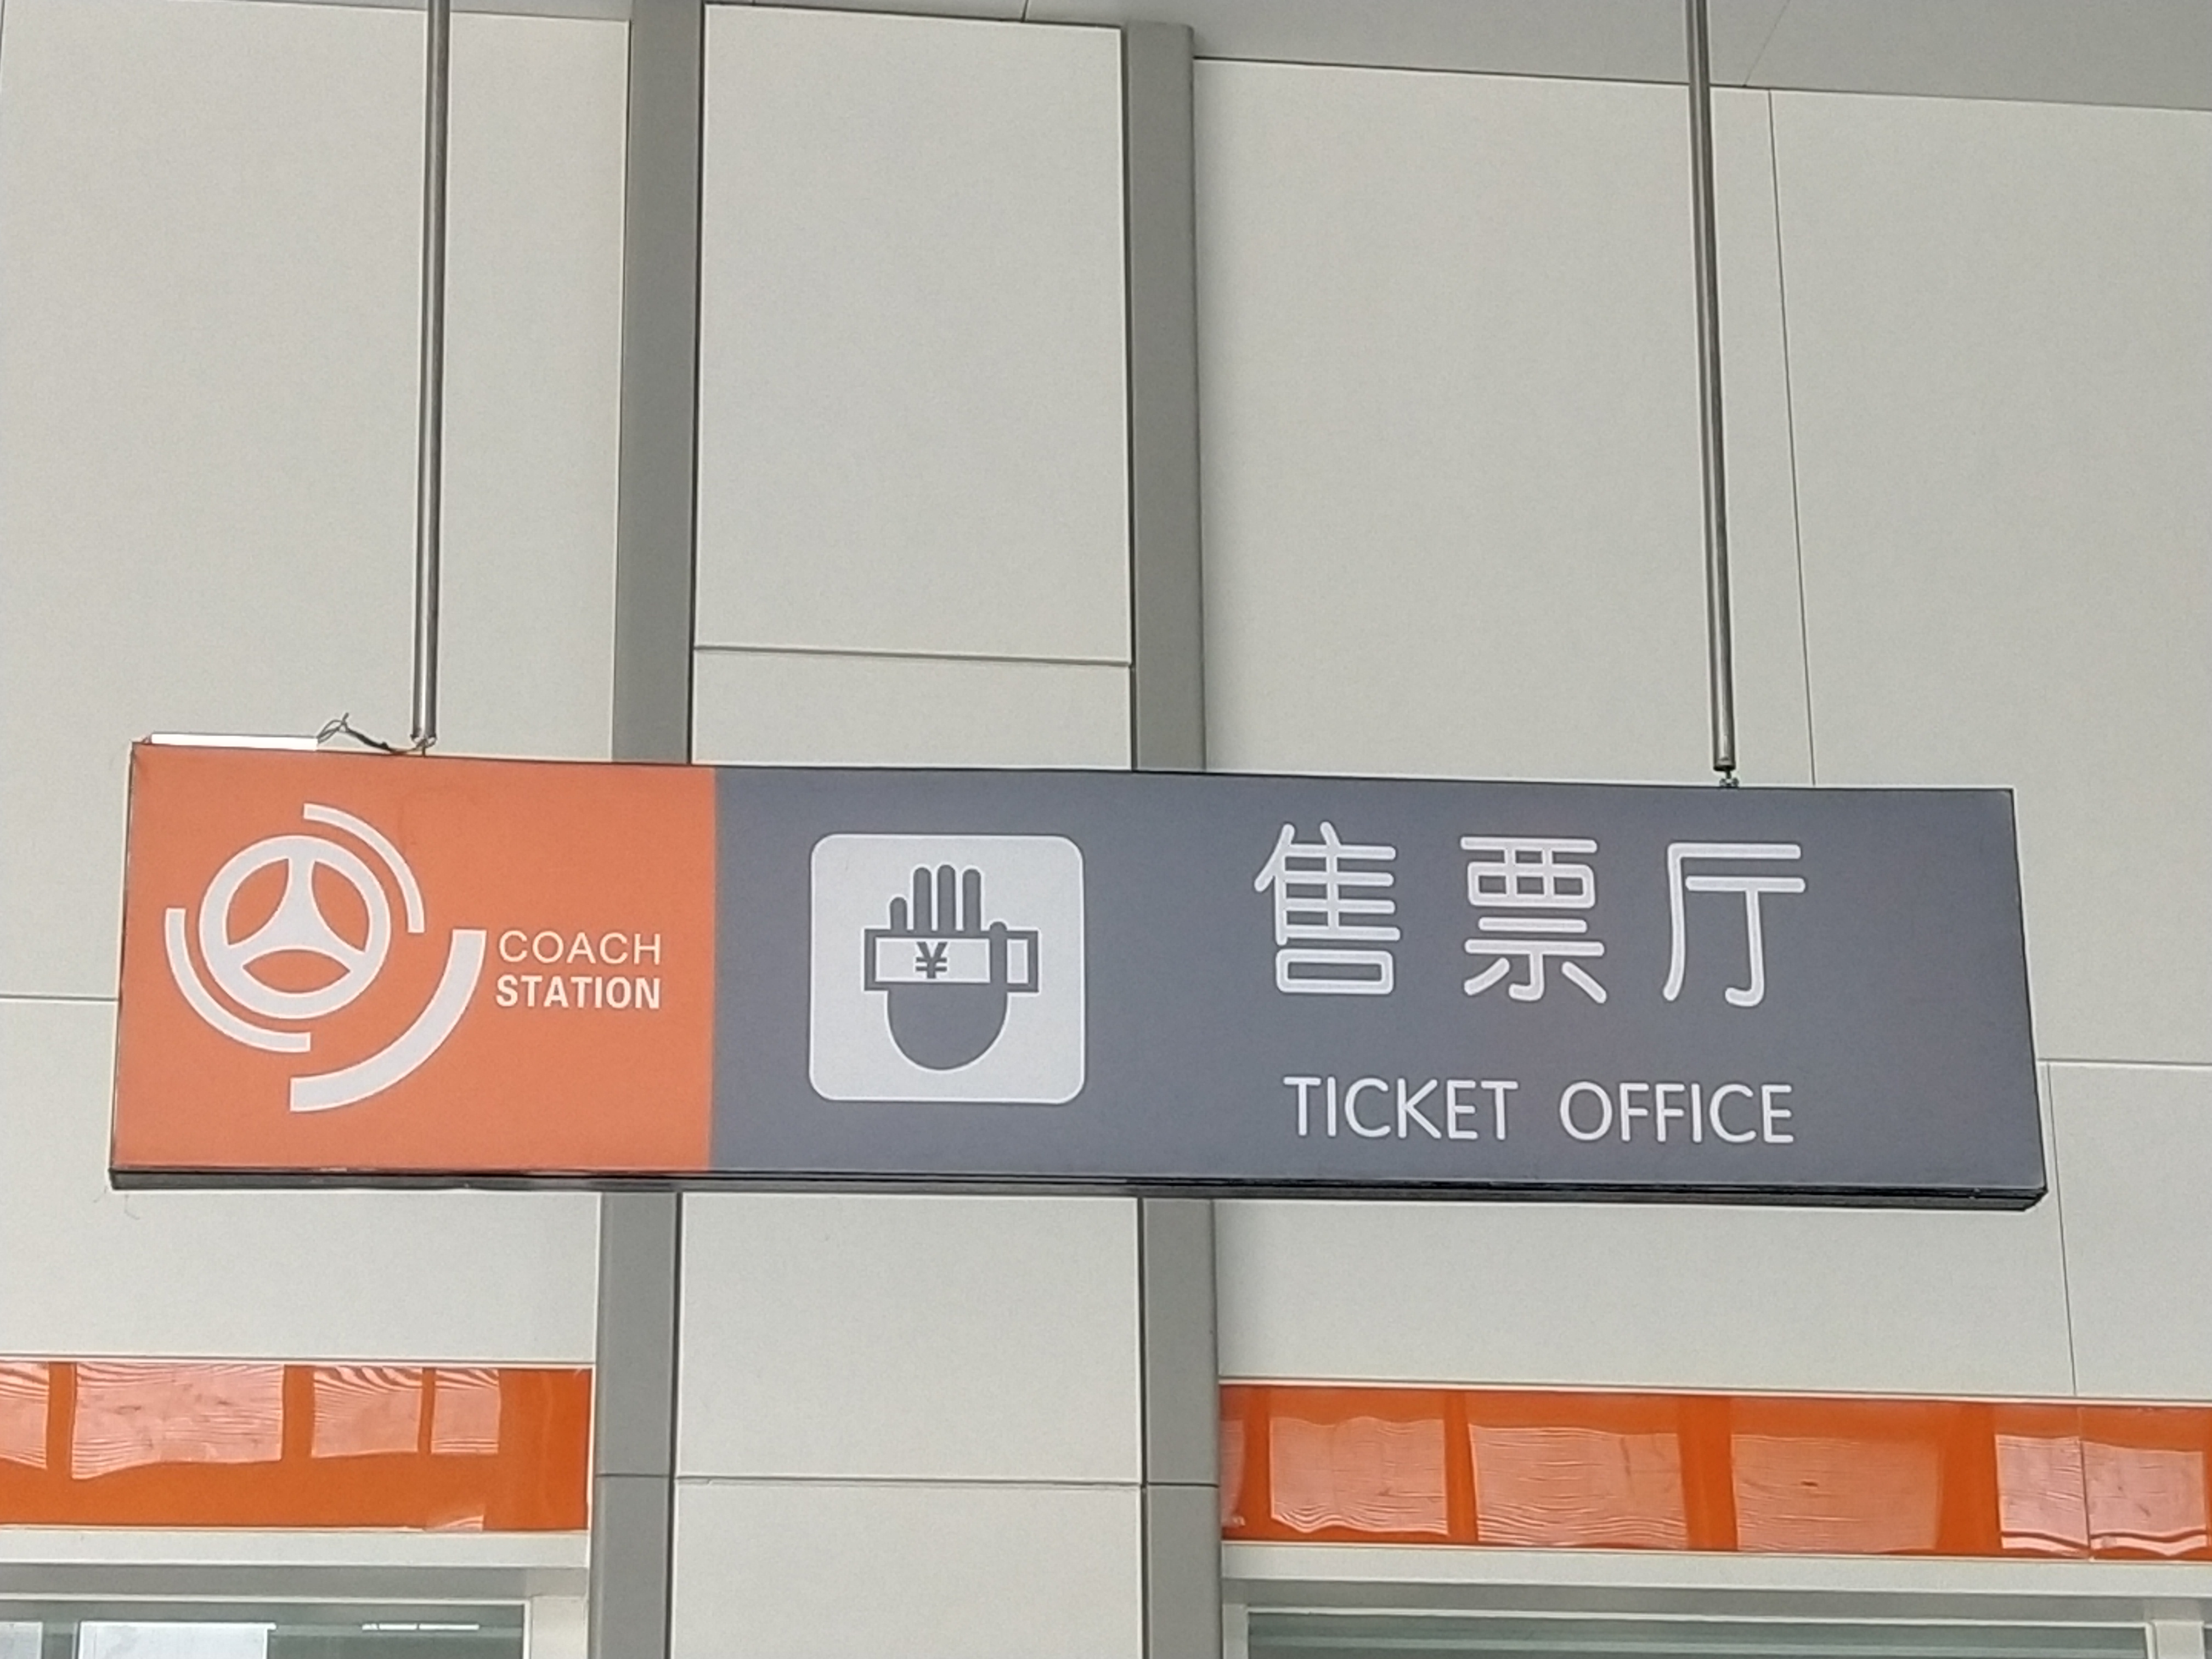 COACH
STATION
¥
售票厅
TICKET OFFICE